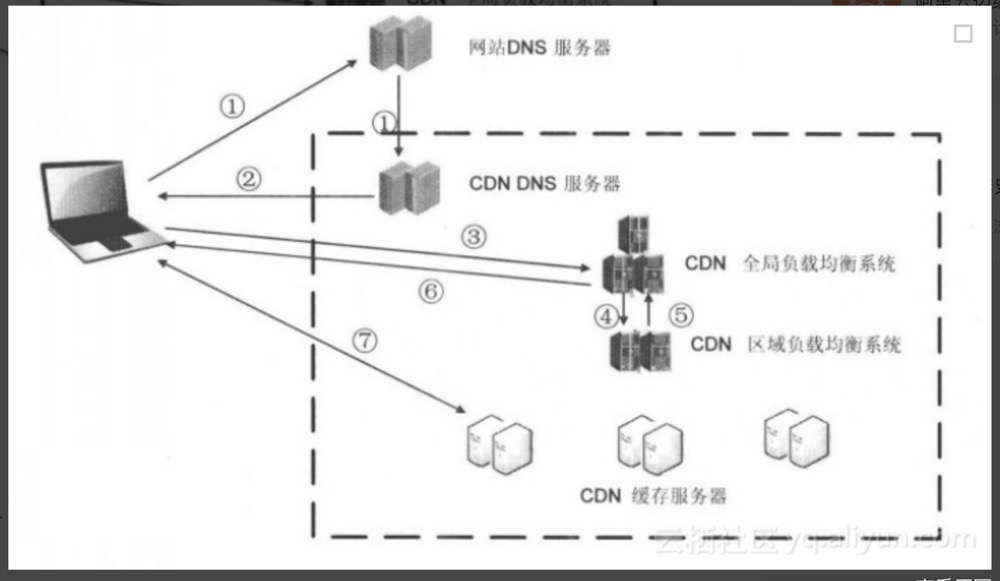 网站DNS 服务器
①
①
CDN DNS 服务器
②
③
CDN 全局负载均衡系统
⑥
④
⑤
CDN 区域负载均衡系统
⑦
CDN 缓存服务器
云栖社区 yq.aliyun.com